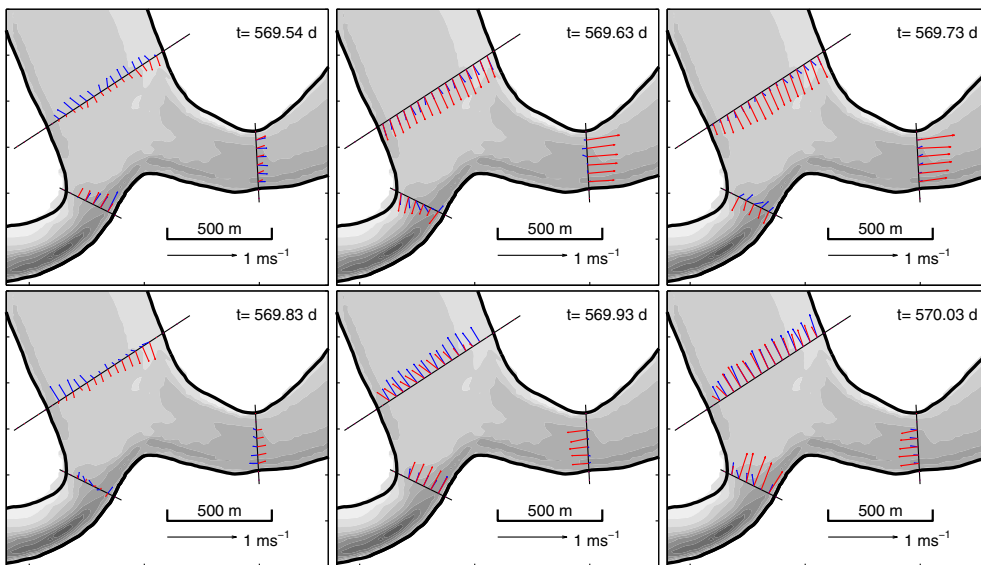 t= 569.54 d
500 m
1 ms⁻¹
t= 569.63 d
500 m
1 ms⁻¹
t= 569.73 d
500 m
1 ms⁻¹
t= 569.83 d
500 m
1 ms⁻¹
t= 569.93 d
500 m
1 ms⁻¹
t= 570.03 d
500 m
1 ms⁻¹